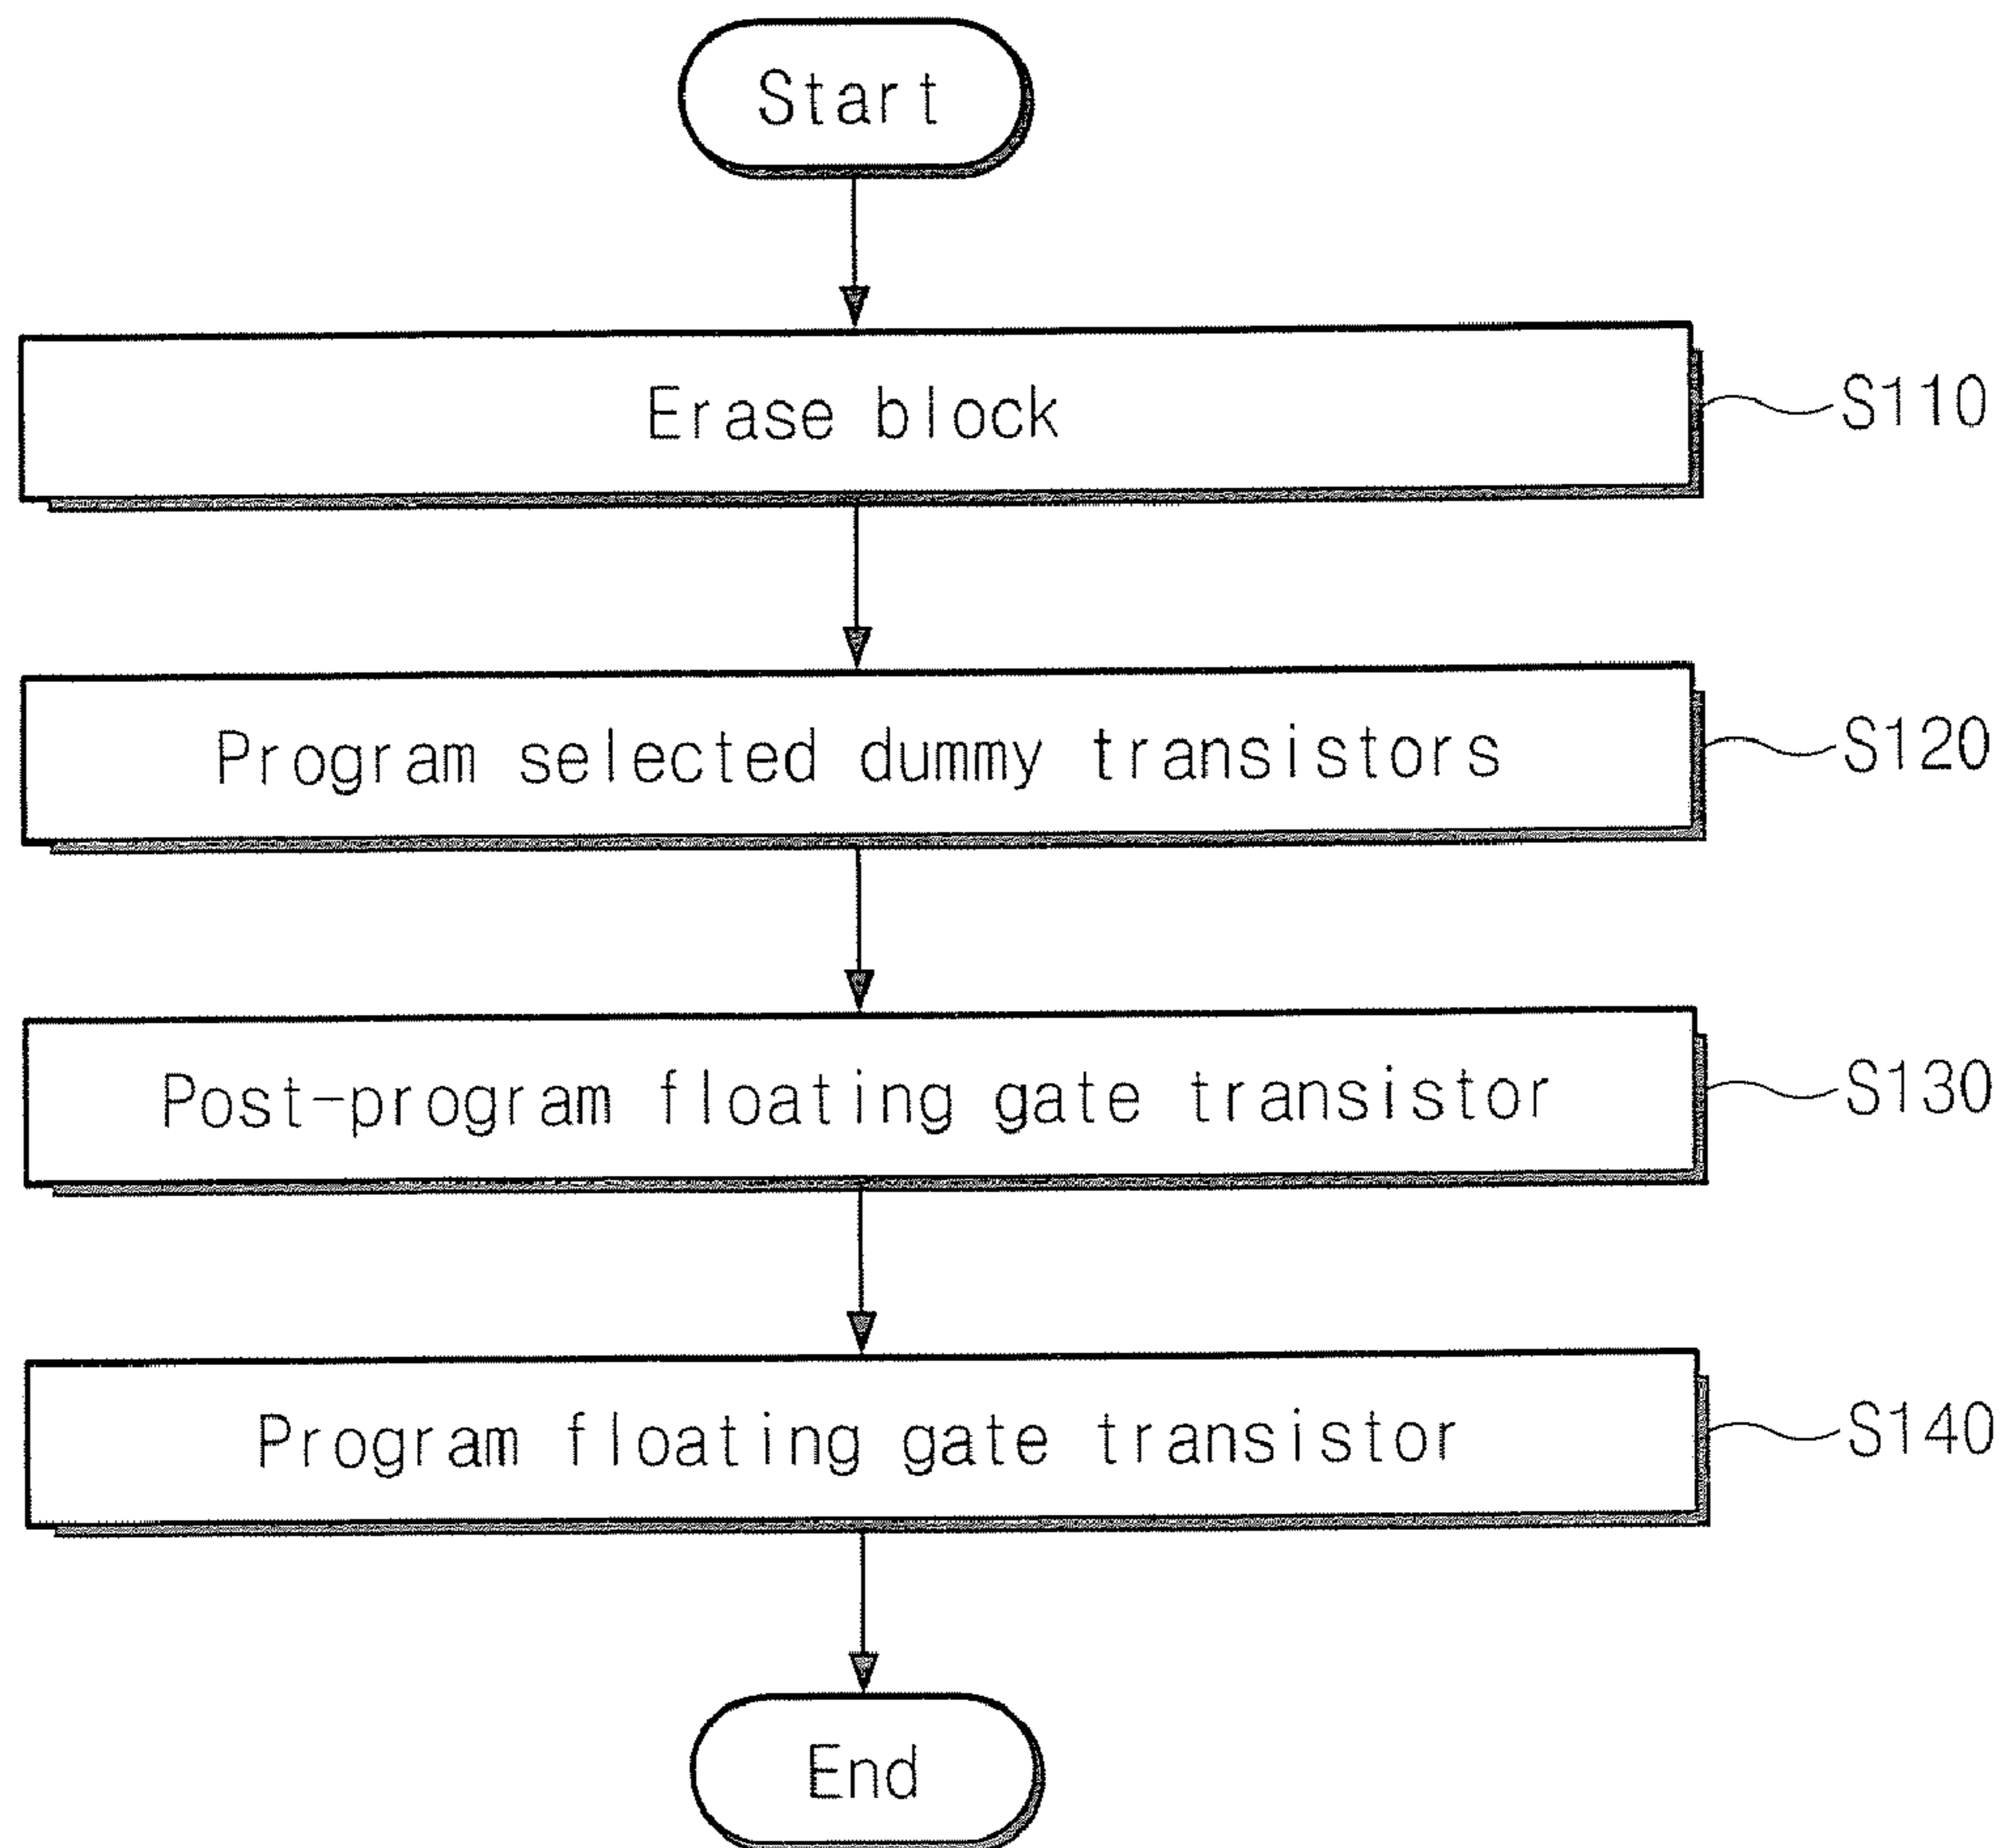 Start
Erase block
S110
Program selected dummy transistors
S120
Post-program floating gate transistor
S130
Program floating gate transistor
S140
End